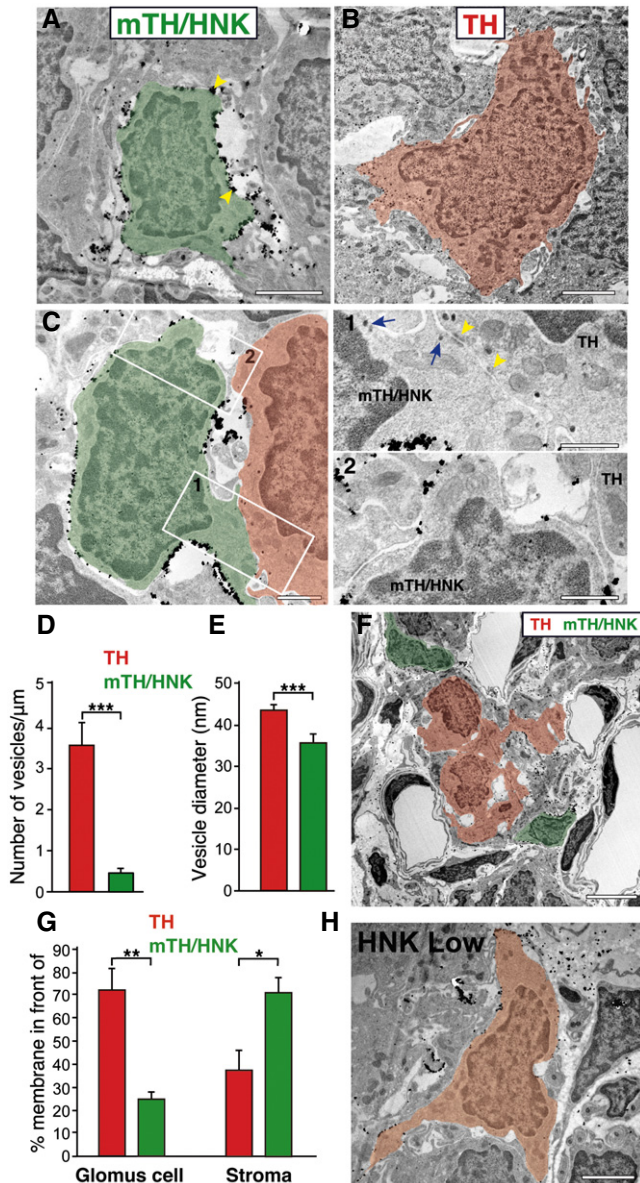 A mTH/HNK
B TH
C
2
1
1
TH
mTH/HNK
2
TH
mTH/HNK
D
TH
mTH/HNK
Number of vesicles/µm
5
4
3
2
1
0
***
E
Vesicle diameter (nm)
50
40
30
20
10
0
***
F
TH mTH/HNK
G
TH
mTH/HNK
% membrane in front of
90
80
70
60
50
40
30
20
10
0
**
*
Glomus cell Stroma
H
HNK Low